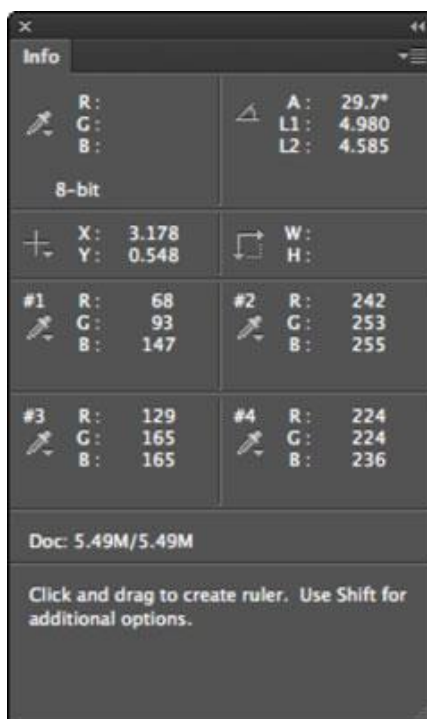 Info
R :
G :
B :
8-bit
A : 29.7°
L1 : 4.980
L2 : 4.585
X : 3.178
Y : 0.548
W :
H :
#1 R : 68
G : 93
B : 147
#2 R : 242
G : 253
B : 255
#3 R : 129
G : 165
B : 165
#4 R : 224
G : 224
B : 236
Doc: 5.49M/5.49M
Click and drag to create ruler. Use Shift for
additional options.